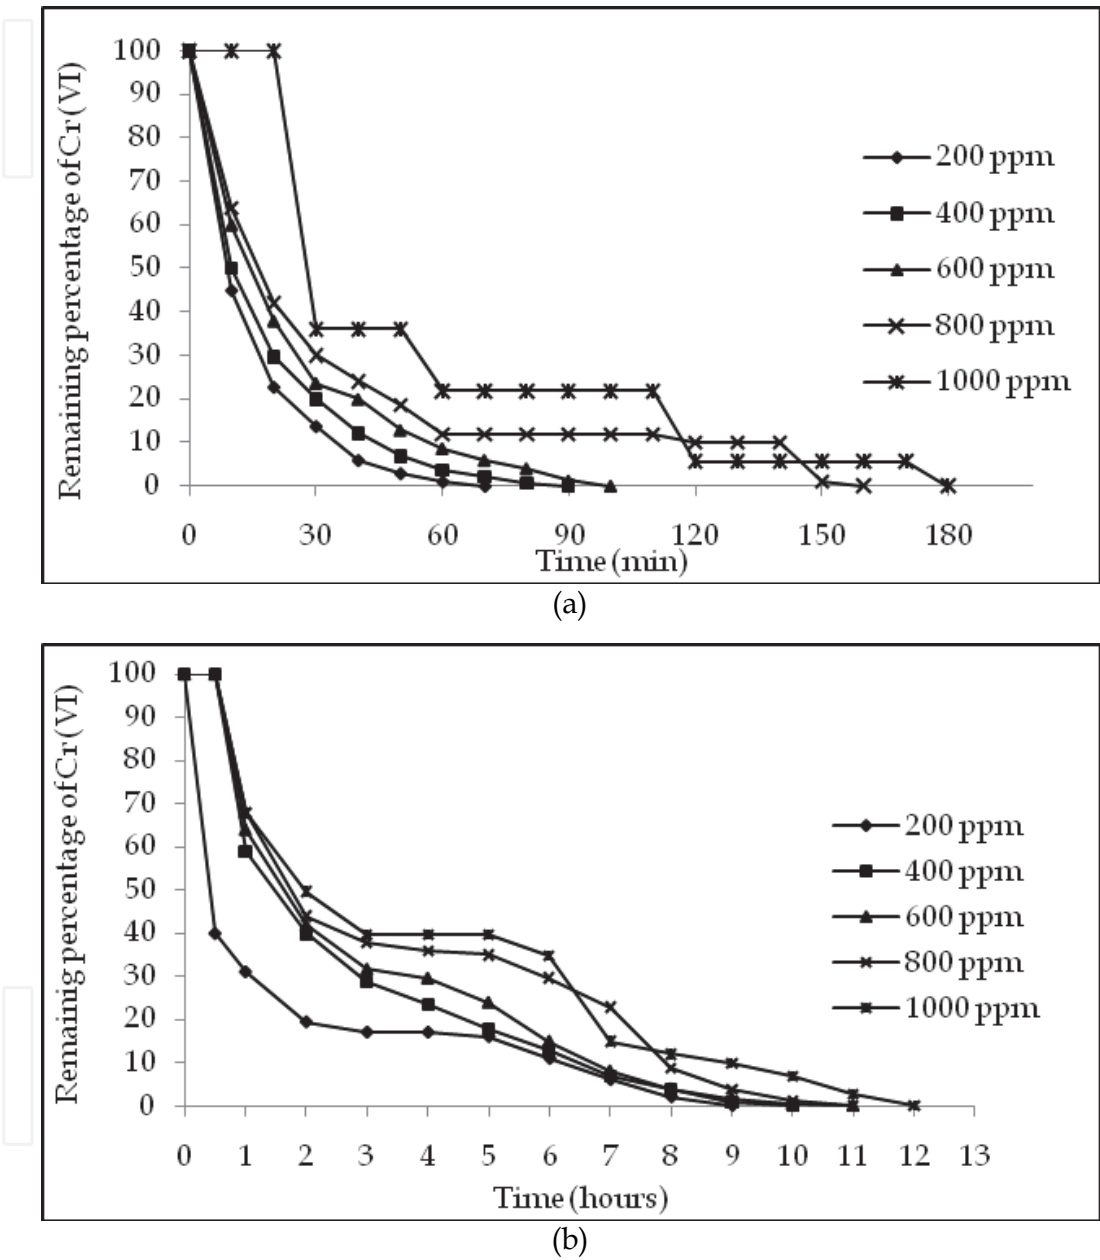 Remaining percentage of Cr (VI)
100
90
80
70
60
50
40
30
20
10
0
0 30 60 90 120 150 180
Time (min)
200 ppm
400 ppm
600 ppm
800 ppm
1000 ppm
(a)
Remainig percentage of Cr (VI)
100
90
80
70
60
50
40
30
20
10
0
0 1 2 3 4 5 6 7 8 9 10 11 12 13
Time (hours)
200 ppm
400 ppm
600 ppm
800 ppm
1000 ppm
(b)